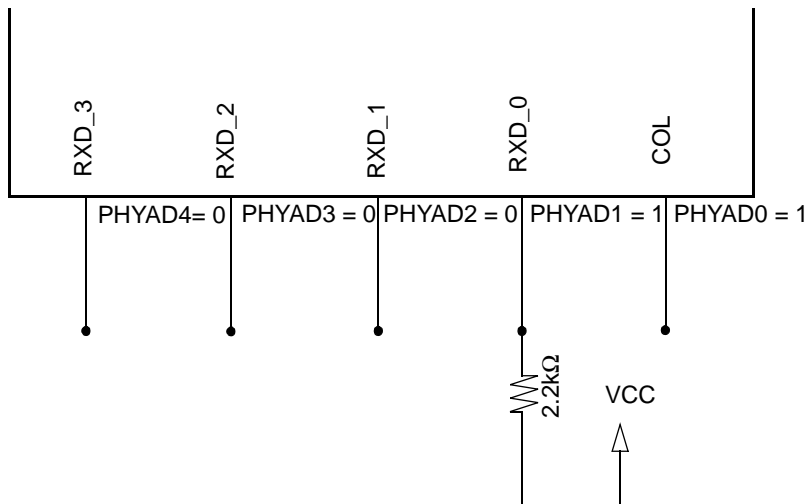 RXD_3
RXD_2
RXD_1
RXD_0
COL
PHYAD4= 0
PHYAD3 = 0
PHYAD2 = 0
PHYAD1 = 1
PHYAD0 = 1
2.2kΩ
VCC